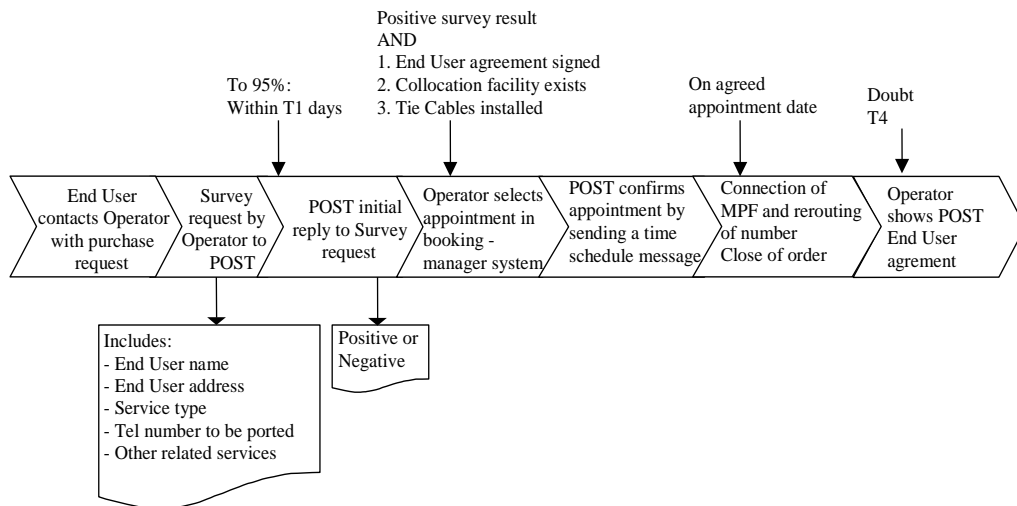 Positive survey result
AND
1. End User agreement signed
2. Collocation facility exists
3. Tie Cables installed
To 95%:
Within T1 days
On agreed
appointment date
Doubt
T4
End User
contacts Operator
with purchase
request
Survey
request by
Operator to
POST
POST initial
reply to Survey
request
Operator selects
appointment in
booking -
manager system
POST confirms
appointment by
sending a time
schedule message
Connection of
MPF and rerouting
of number
Close of order
Operator
shows POST
End User
agrement
Includes:
- End User name
- End User address
- Service type
- Tel number to be ported
- Other related services
Positive or
Negative